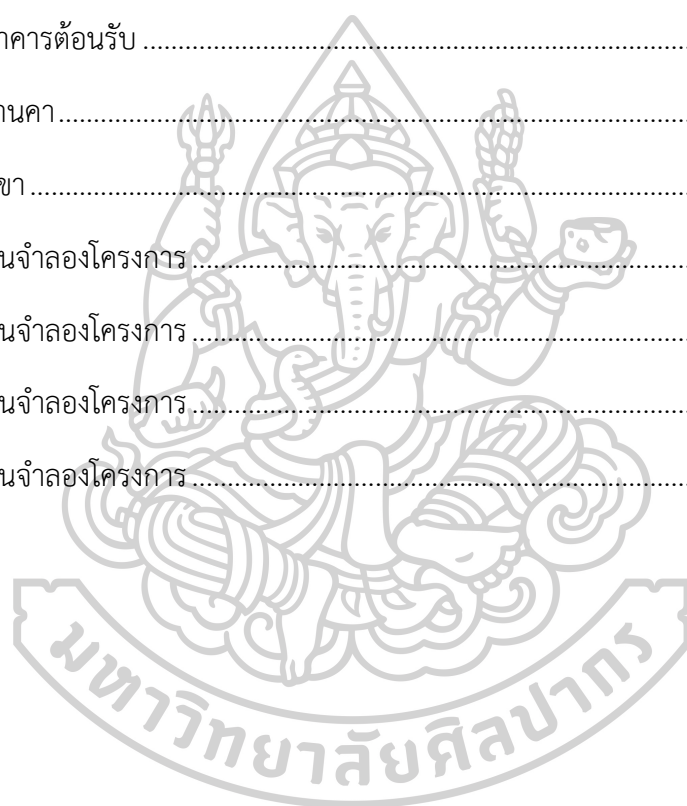 าคารต้อนรับ ........................................................................
านคา........................................................................
ขา ........................................................................
นจำลองโครงการ ........................................................................
นจำลองโครงการ ........................................................................
นจำลองโครงการ ........................................................................
นจำลองโครงการ ........................................................................
มหาวิทยาลัยศิลปากร